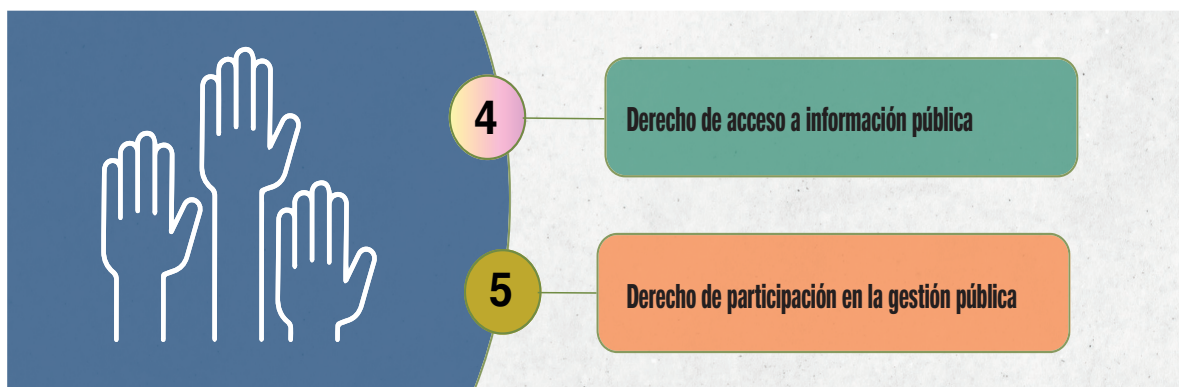 4
Derecho de acceso a información pública
5
Derecho de participación en la gestión pública